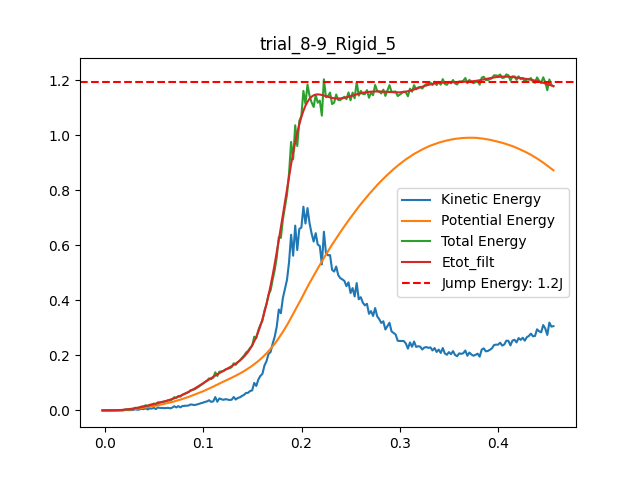 trial_8-9_Rigid_5
1.2
1.0
0.8
0.6
0.4
0.2
0.0
Kinetic Energy
Potential Energy
Total Energy
Etot_filt
Jump Energy: 1.2J
0.0 0.1 0.2 0.3 0.4